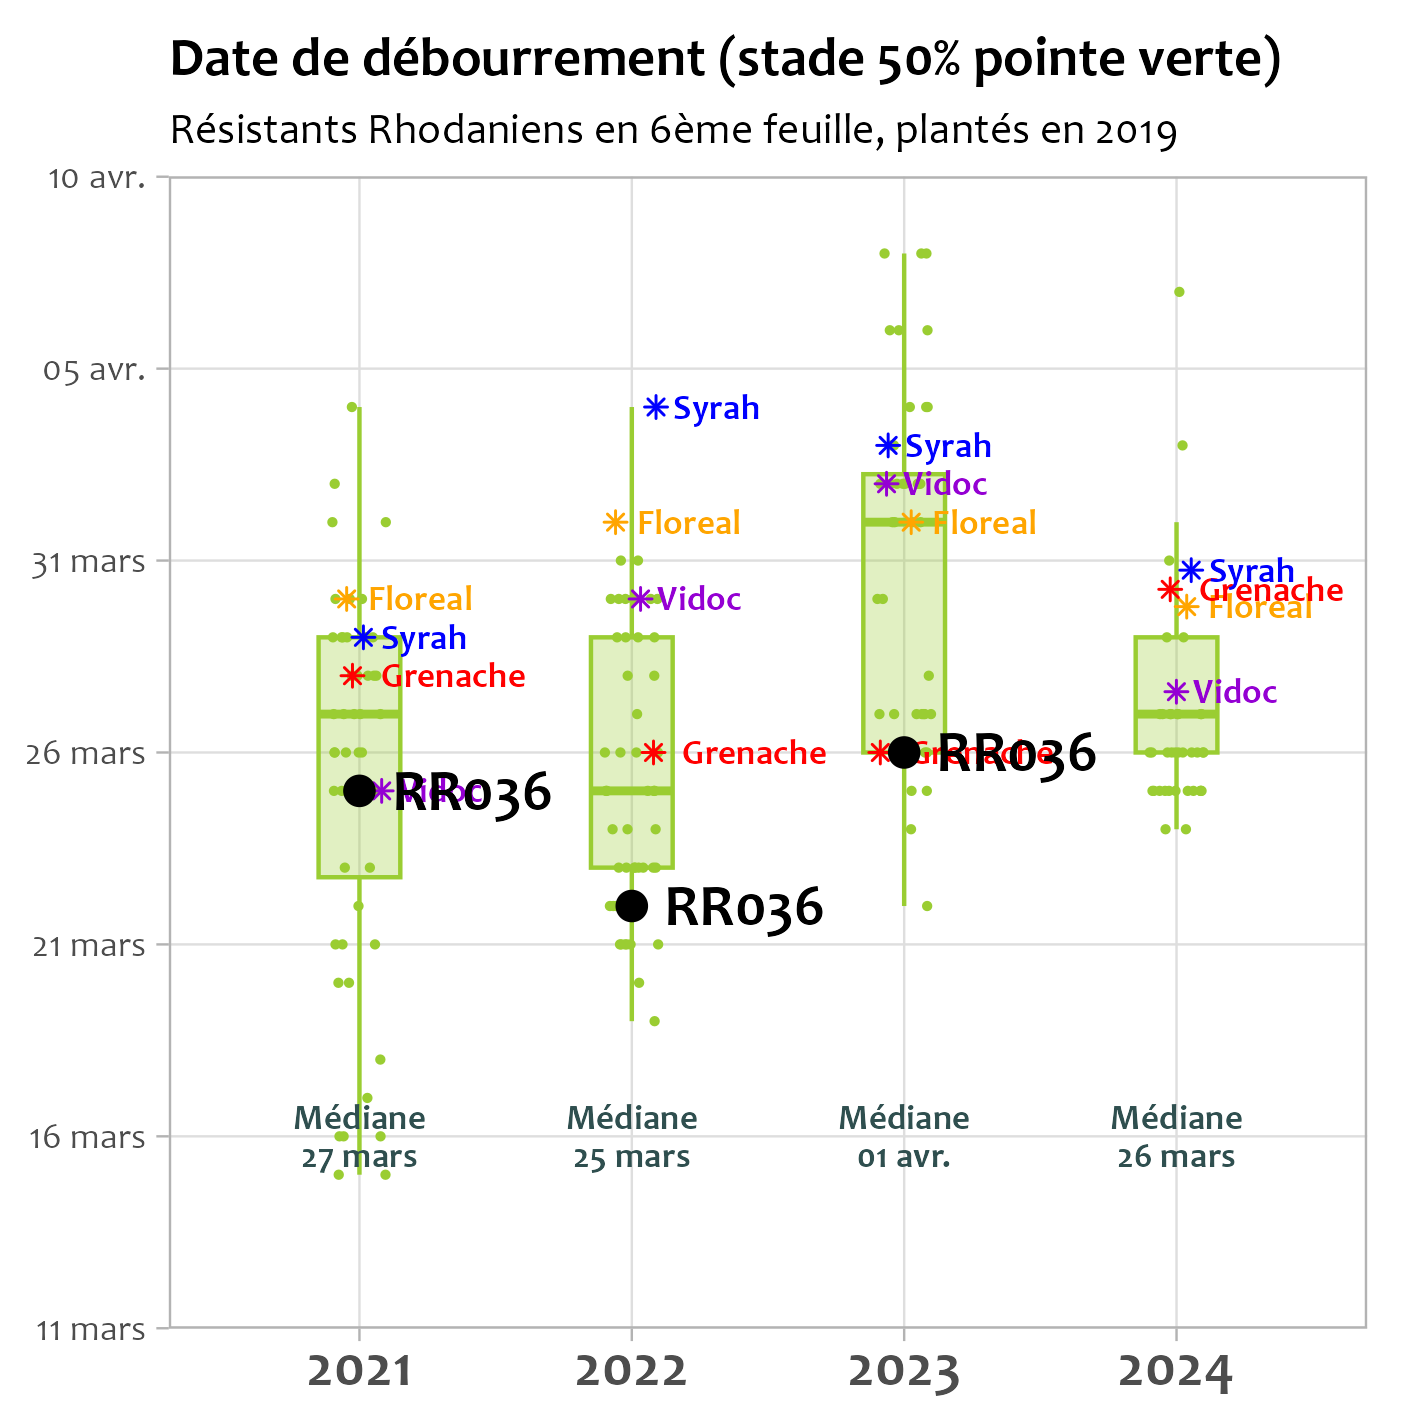 Date de débourrement (stade 50% pointe verte)
Résistants Rhodaniens en 6ème feuille, plantés en 2019
10 avr.
05 avr.
31 mars
26 mars
21 mars
16 mars
11 mars
Floreal
Syrah
Grenache
Vidoc
RR036
Médiane
27 mars
Syrah
Floreal
Vidoc
Grenache
RR036
Médiane
25 mars
Syrah
Vidoc
Floreal
Grenache
RR036
Médiane
01 avr.
Syrah
Grenache
Floreal
Vidoc
Médiane
26 mars
2021
2022
2023
2024